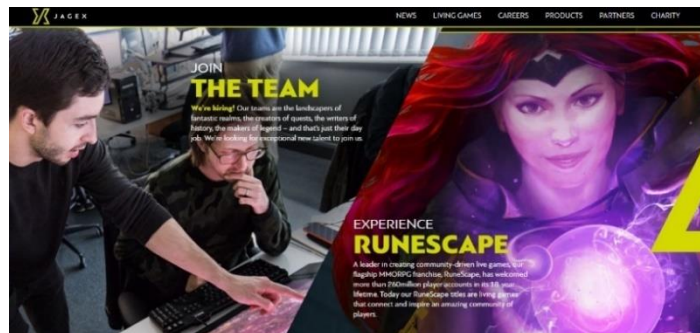 JAGEX
NEWS LIVING GAMES CAREERS PRODUCTS PARTNERS CHARITY
JOIN
THE TEAM
We're hiring! Our teams are the landscapers of
fantastic realms, the creators of quests, the writers of
history, the makers of legend – and that's just their day
job. We're looking for exceptional new talent to join us.
EXPERIENCE
RUNESCAPE
A leader in creating community-driven live games, our
flagship MMORPG franchise, RuneScape, has welcomed
more than 260million player accounts in its 18 year
lifetime. Today our RuneScape titles are living games
that connect and inspire an amazing community of
players.